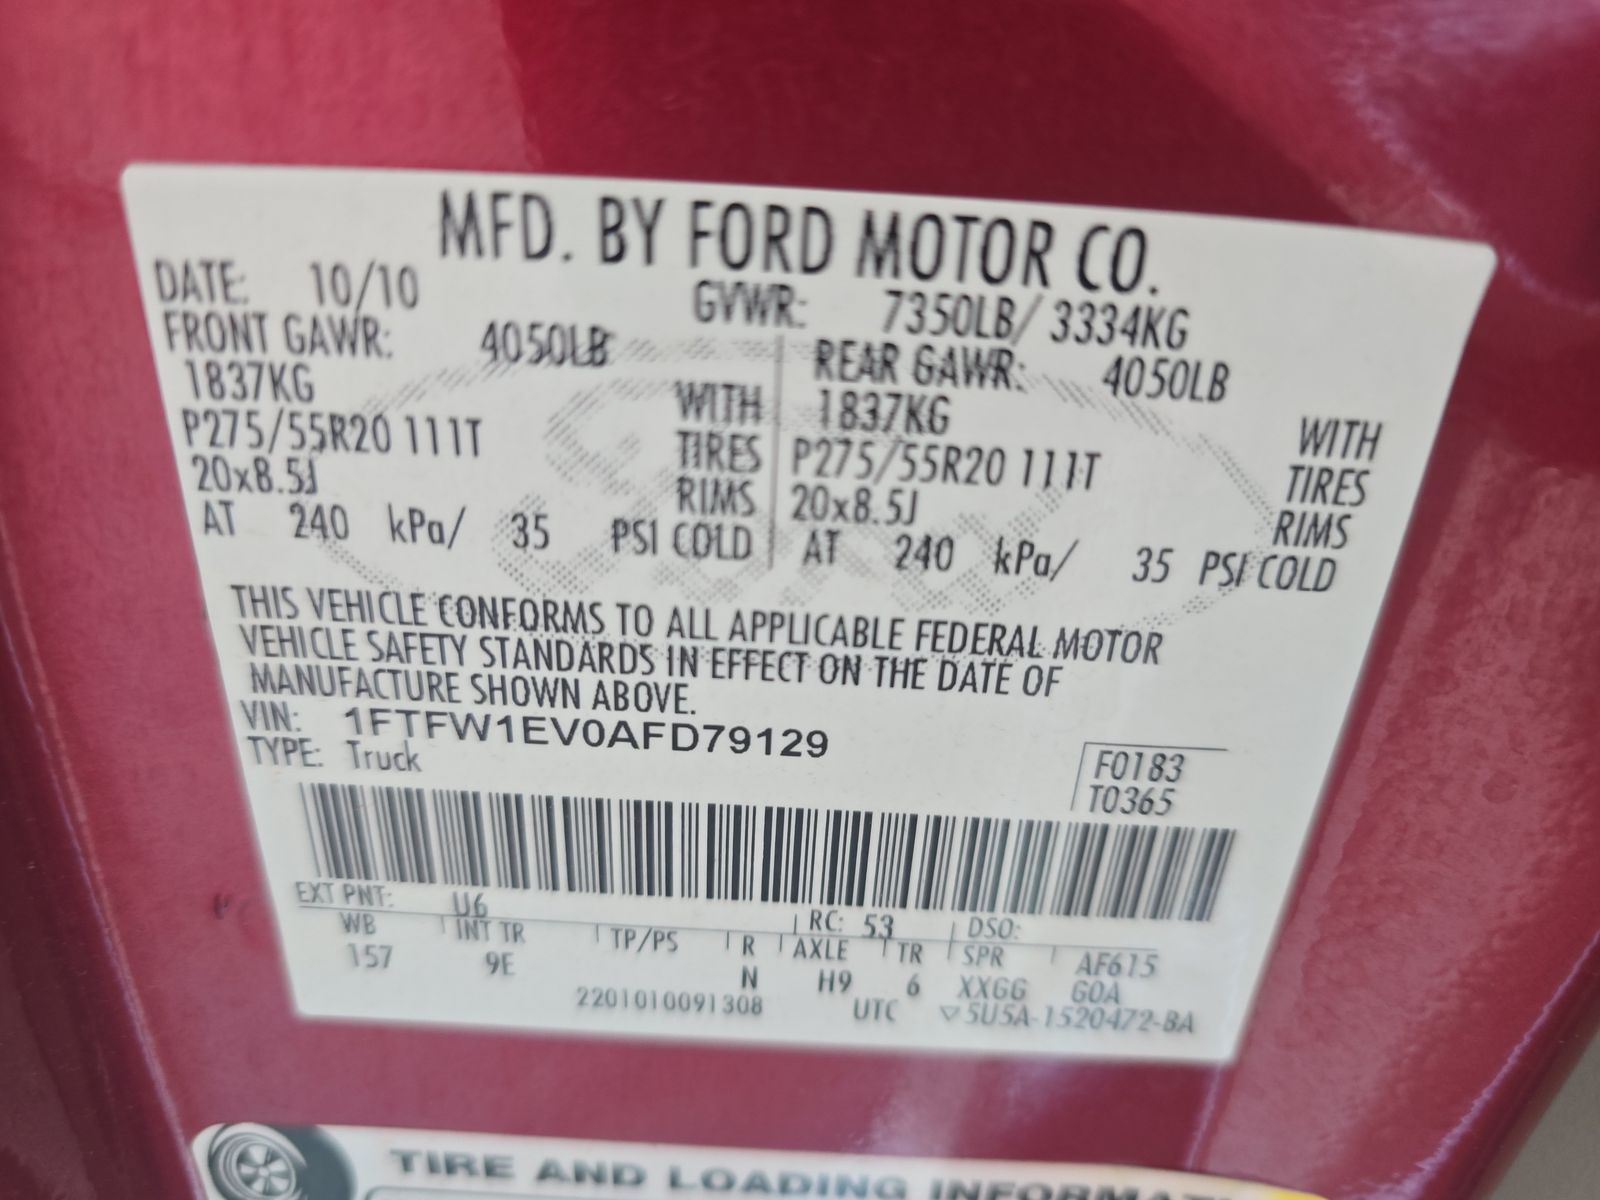 MFD. BY FORD MOTOR CO.
DATE: 10/10 GVWR: 7350LB/ 3334KG
FRONT GAWR: 4050LB REAR GAWR: 4050LB
1837KG WITH 1837KG WITH
P275/55R20 111T TIRES P275/55R20 111T TIRES
20x8.5J RIMS 20x8.5J RIMS
AT 240 kPa/ 35 PSI COLD AT 240 kPa/ 35 PSI COLD
THIS VEHICLE CONFORMS TO ALL APPLICABLE FEDERAL MOTOR
VEHICLE SAFETY STANDARDS IN EFFECT ON THE DATE OF
MANUFACTURE SHOWN ABOVE.
VIN: 1FTFW1EV0AFD79129
TYPE: Truck
F0183
T0365
EXT PNT: U6 RC: 53 DSO:
WB INT TR TP/PS R AXLE TR SPR AF615
157 9E N H9 6 XXGG GOA
2201010091308 UTC ▽5U5A-1520472-BA
TIRE AND LOADING